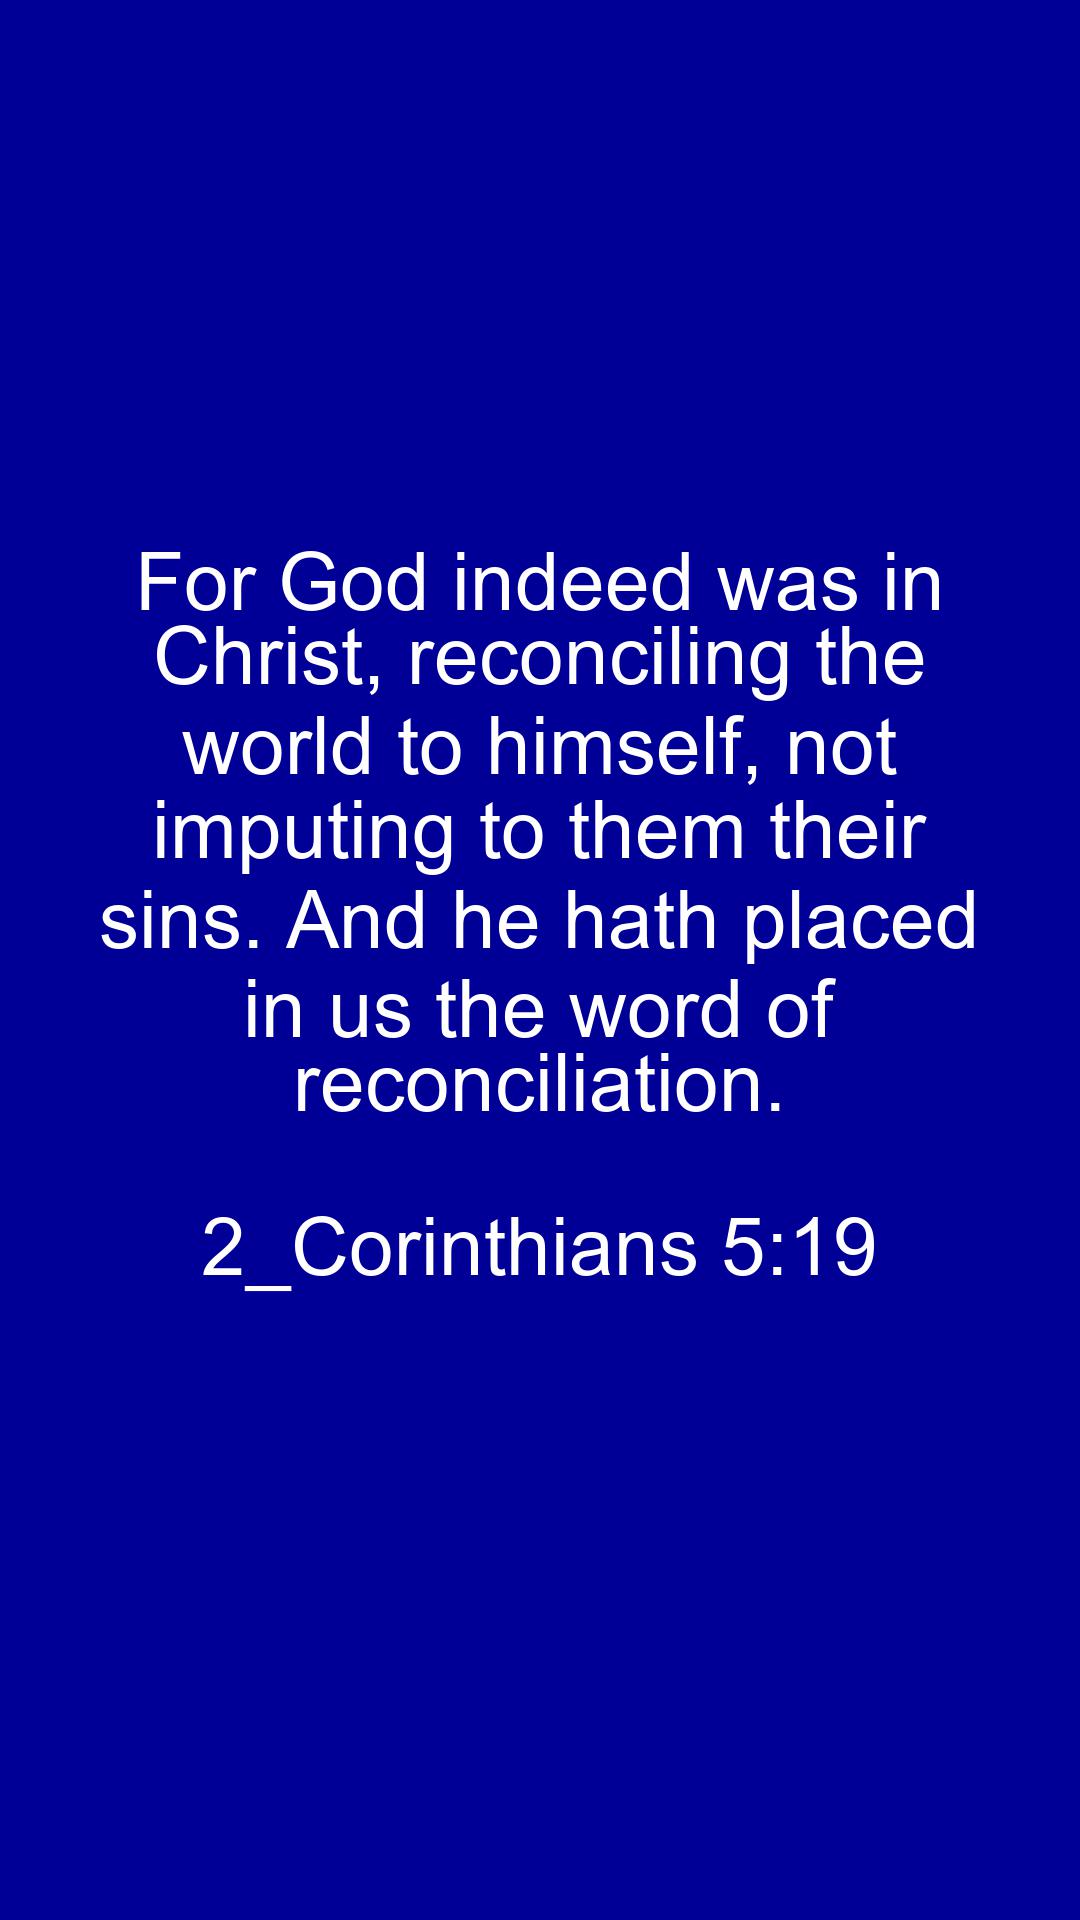 For God indeed was in
Christ, reconciling the
world to himself, not
imputing to them their
sins. And he hath placed
in us the word of
reconciliation.
2_Corinthians 5:19